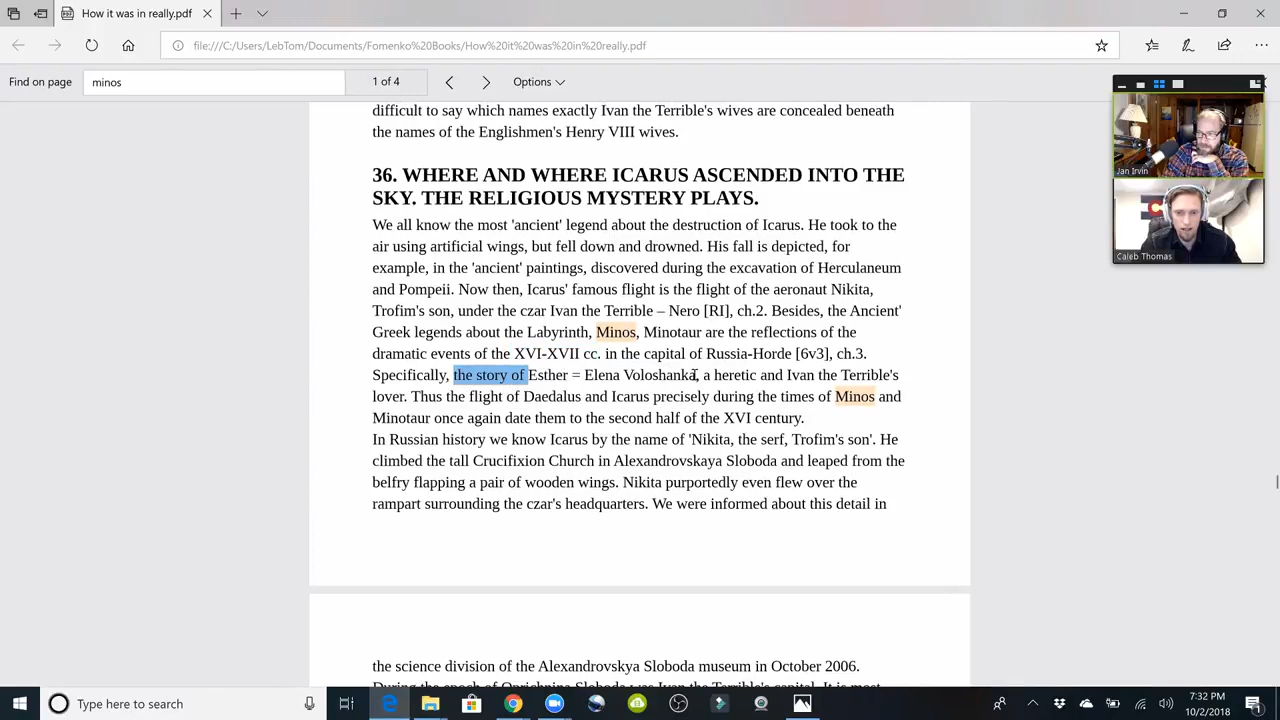 How it was in really.pdf
file:///C:/Users/LebTom/Documents/Fomenko%20Books/How%20it%20was%20in%20really.pdf
Find on page
minos
1 of 4
Options
difficult to say which names exactly Ivan the Terrible's wives are concealed beneath
the names of the Englishmen's Henry VIII wives.
36. WHERE AND WHERE ICARUS ASCENDED INTO THE
SKY. THE RELIGIOUS MYSTERY PLAYS.
We all know the most 'ancient' legend about the destruction of Icarus. He took to the
air using artificial wings, but fell down and drowned. His fall is depicted, for
example, in the 'ancient' paintings, discovered during the excavation of Herculaneum
and Pompeii. Now then, Icarus' famous flight is the flight of the aeronaut Nikita,
Trofim's son, under the czar Ivan the Terrible – Nero [RI], ch.2. Besides, the Ancient'
Greek legends about the Labyrinth, Minos, Minotaur are the reflections of the
dramatic events of the XVI-XVII cc. in the capital of Russia-Horde [6v3], ch.3.
Specifically, the story of Esther = Elena Voloshanka, a heretic and Ivan the Terrible's
lover. Thus the flight of Daedalus and Icarus precisely during the times of Minos and
Minotaur once again date them to the second half of the XVI century.
In Russian history we know Icarus by the name of 'Nikita, the serf, Trofim's son'. He
climbed the tall Crucifixion Church in Alexandrovskaya Sloboda and leaped from the
belfry flapping a pair of wooden wings. Nikita purportedly even flew over the
rampart surrounding the czar's headquarters. We were informed about this detail in
the science division of the Alexandrovskya Sloboda museum in October 2006.
During the epoch of Oprichnina Sloboda was Ivan the Terrible's capital. It is most
Jan Irvin
Caleb Thomas
Type here to search
7:32 PM
10/2/2018